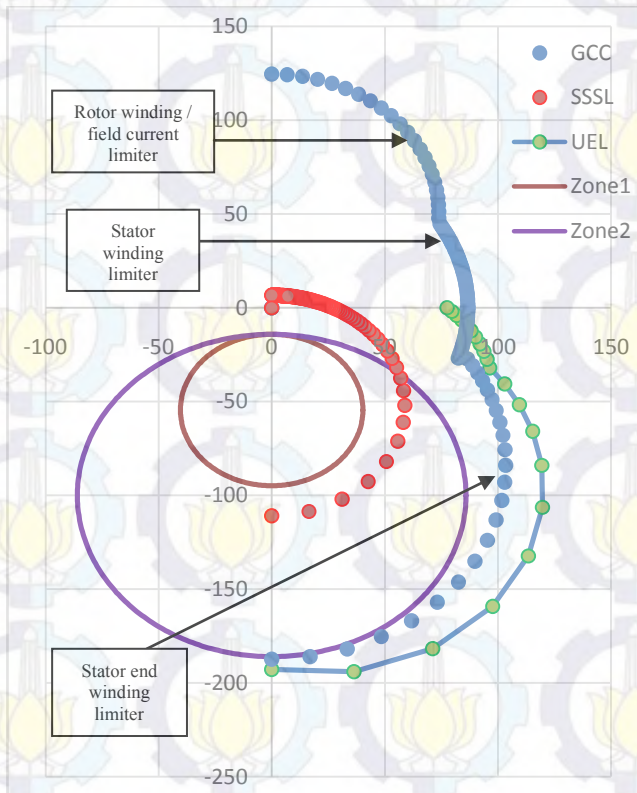 150
100
50
0
-50
-100
-150
-200
-250
-100
-50
0
50
100
150
GCC
SSSL
UEL
Zone1
Zone2
Rotor winding /
field current
limiter
Stator
winding
limiter
Stator end
winding
limiter